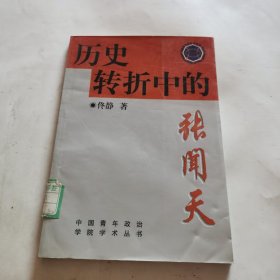 历史
转折中的
佟静 著
张闻天
中国青年政治
学院学术丛书